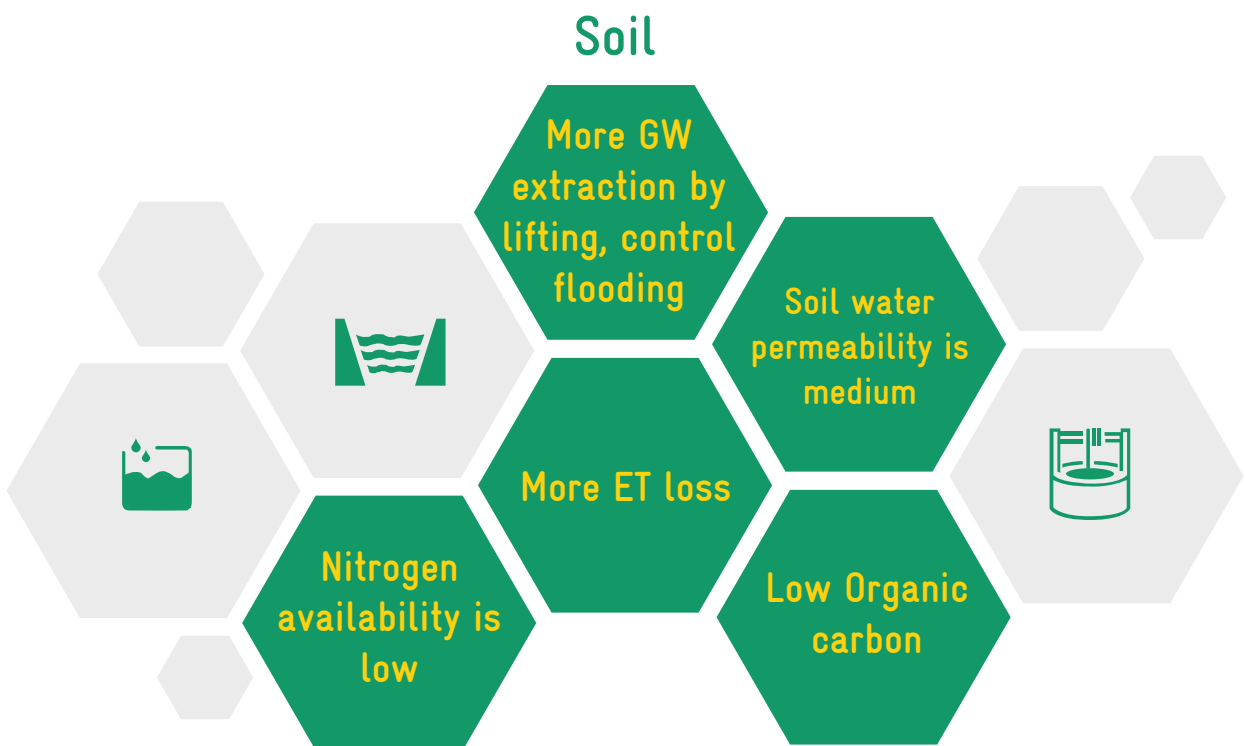 Soil
More GW
extraction by
lifting, control
flooding
Soil water
permeability is
medium
More ET loss
Nitrogen
availability is
low
Low Organic
carbon